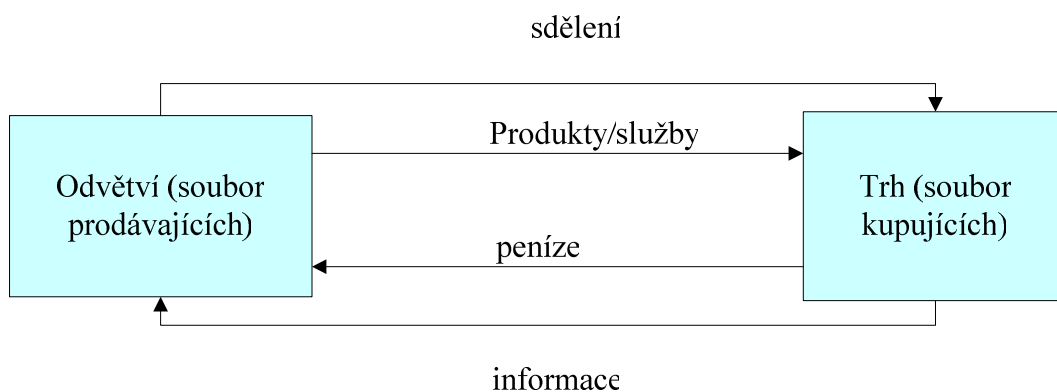 sdělení
Produkty/služby
Odvětví (soubor
prodávajících)
Trh (soubor
kupujících)
peníze
informace